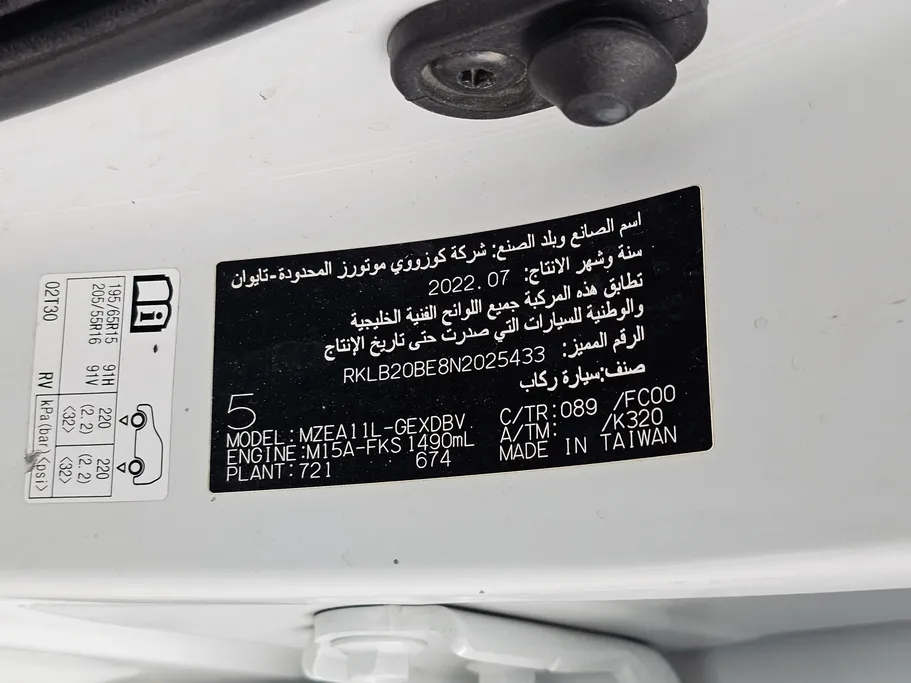 اسم الصانع وبلد الصنع: شركة كوزووي موتورز المحدودة-تايوان
سنة وشهر الانتاج: 2022.07
تطابق هذه المركبة جميع اللوائح الفنية الخليجية
والوطنية للسيارات التي صدرت حتى تاريخ الإنتاج
الرقم المميز: RKLB20BE8N2025433
صنف:سيارة ركاب
5
MODEL:MZEA11L-GEXDBV
ENGINE:M15A-FKS 1490mL
PLANT:721 674
C/TR:089 /FC00
A/TM: /K320
MADE IN TAIWAN
195/65R15 91H 220 (2.2) <32> 220 (2.2) <32>
205/55R16 91V
02T30 RV kPa(bar)<psi>